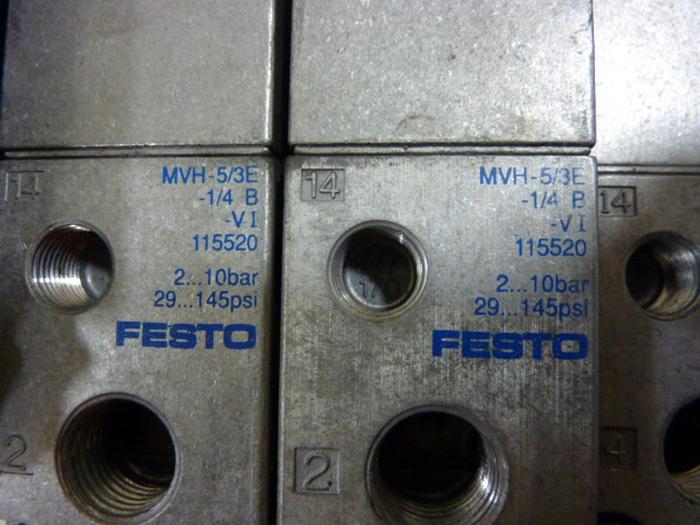 14
MVH-5/3E
-1/4 B
-VI
115520
2...10bar
29...145psi
FESTO
2
14
MVH-5/3E
-1/4 B
-VI
115520
2...10bar
29...145psi
FESTO
2
14
4